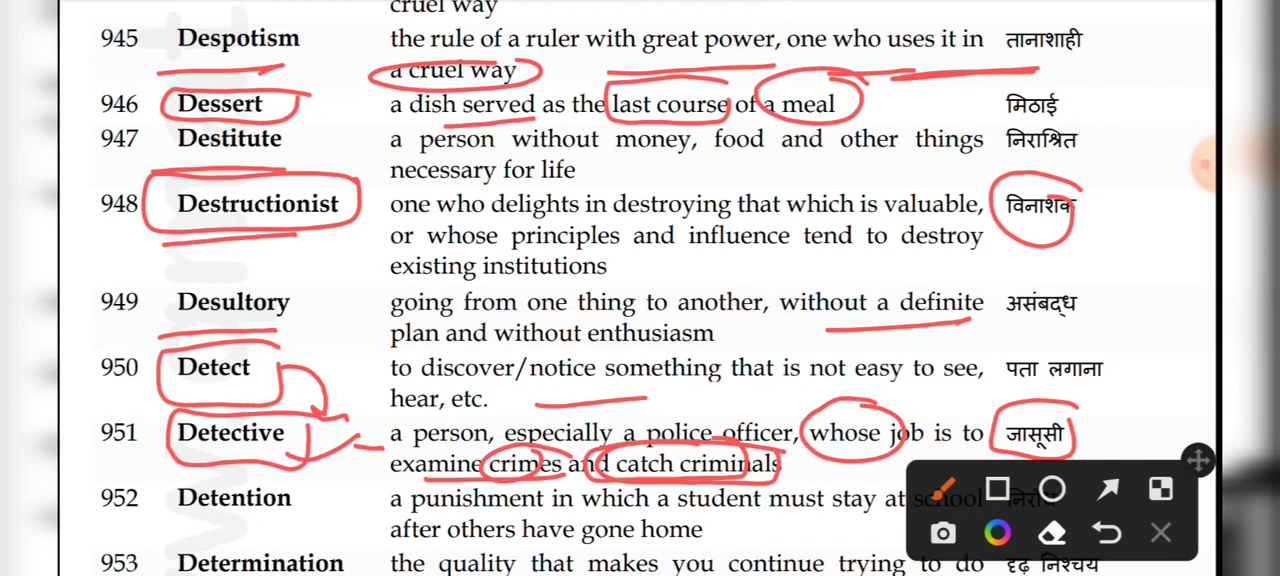 cruel way
945 Despotism the rule of a ruler with great power, one who uses it in तानाशाही
a cruel way
946 Dessert a dish served as the last course of a meal मिठाई
947 Destitute a person without money, food and other things निराश्रित
necessary for life
948 Destructionist one who delights in destroying that which is valuable, विनाशक
or whose principles and influence tend to destroy
existing institutions
949 Desultory going from one thing to another, without a definite असंबद्ध
plan and without enthusiasm
950 Detect to discover/notice something that is not easy to see, पता लगाना
hear, etc.
951 Detective a person, especially a police officer, whose job is to जासूसी
examine crimes and catch criminals
952 Detention a punishment in which a student must stay at school निरोध
after others have gone home
953 Determination the quality that makes you continue trying to do दृढ़ निश्चय